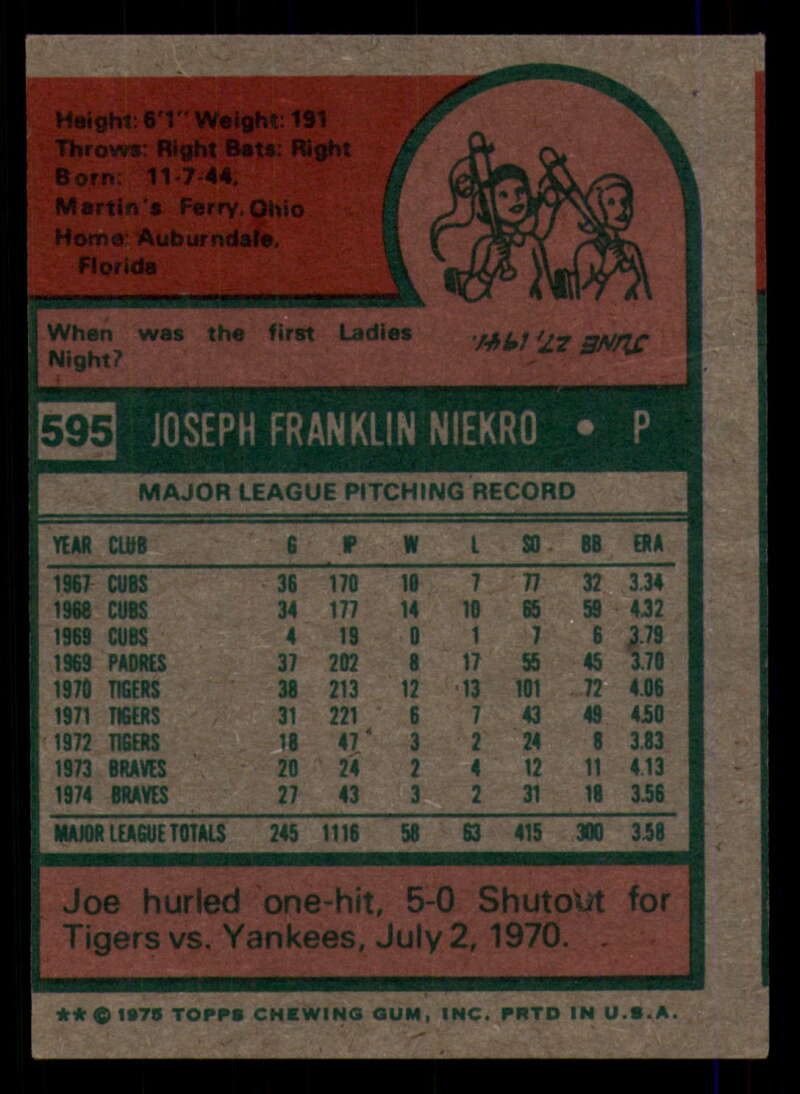 Height: 6'1" Weight: 191
Throws: Right Bats: Right
Born: 11-7-44,
Martin's Ferry, Ohio
Home: Auburndale,
Florida
When was the first Ladies
Night?
JUNE 27, 1941.
595 JOSEPH FRANKLIN NIEKRO • P
MAJOR LEAGUE PITCHING RECORD
YEAR CLUB G IP W L SO BB ERA
1967 CUBS 36 170 10 7 77 32 3.34
1968 CUBS 34 177 14 10 65 59 4.32
1969 CUBS 4 19 0 1 7 6 3.79
1969 PADRES 37 202 8 17 55 45 3.70
1970 TIGERS 38 213 12 13 101 72 4.06
1971 TIGERS 31 221 6 7 43 49 4.50
1972 TIGERS 18 47 3 2 24 8 3.83
1973 BRAVES 20 24 2 4 12 11 4.13
1974 BRAVES 27 43 3 2 31 18 3.56
MAJOR LEAGUE TOTALS 245 1116 58 63 415 300 3.58
Joe hurled one-hit, 5-0 Shutout for
Tigers vs. Yankees, July 2, 1970.
** © 1975 TOPPS CHEWING GUM, INC. PRTD IN U.S.A.